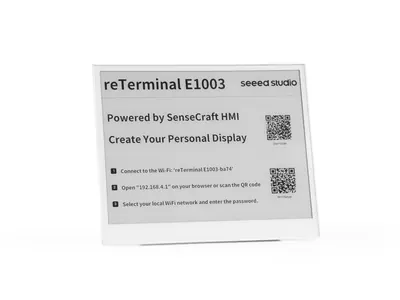 reTerminal E1003
seeed studio
Powered by SenseCraft HMI
Create Your Personal Display
1 Connect to the Wi-Fi: 'reTerminal E1003-ba74'
2 Open "192.168.4.1" on your browser or scan the QR code
3 Select your local WiFi network and enter the password.